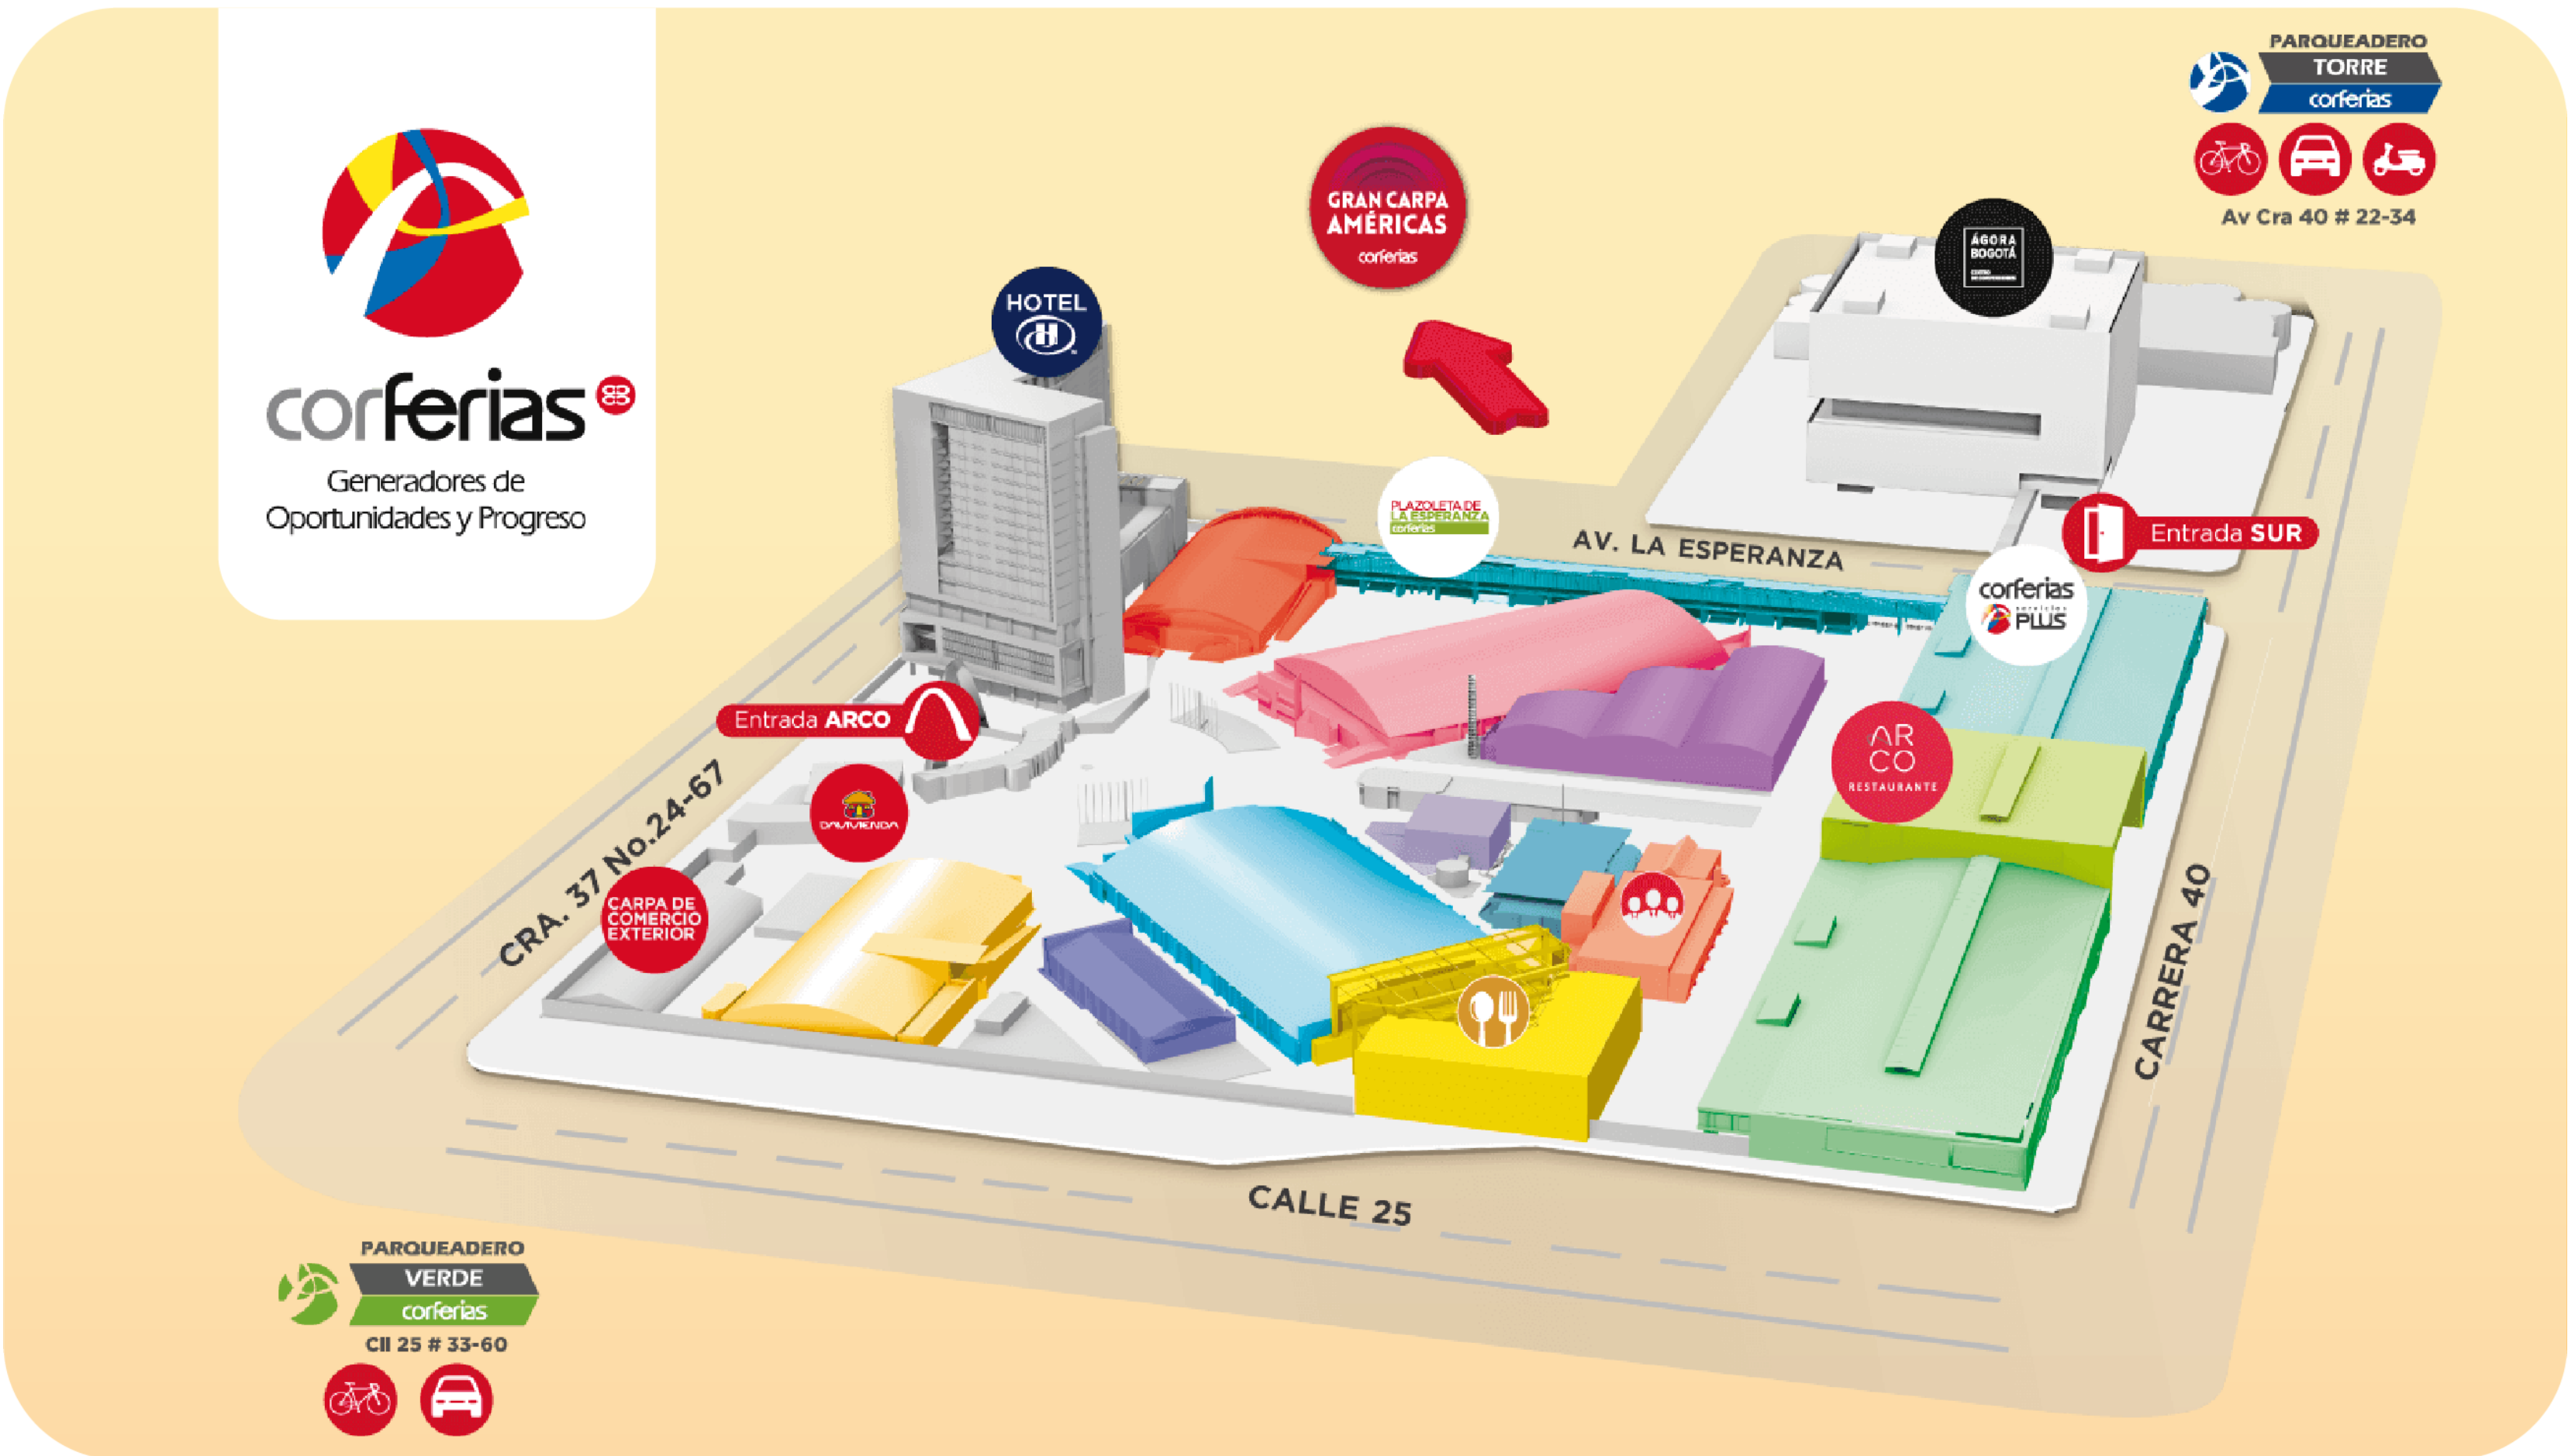 corferias
Generadores de
Oportunidades y Progreso
PARQUEADERO
TORRE
corferias
Av Cra 40 # 22-34
GRAN CARPA
AMÉRICAS
corferias
ÁGORA
BOGOTÁ
HOTEL
H
PLAZOLETA DE
LA ESPERANZA
corferias
AV. LA ESPERANZA
Entrada SUR
corferias
servicios
PLUS
Entrada ARCO
AR
CO
RESTAURANTE
DAVIVIENDA
CRA. 37 No.24-67
CARPA DE
COMERCIO
EXTERIOR
CARRERA 40
CALLE 25
PARQUEADERO
VERDE
corferias
Cll 25 # 33-60